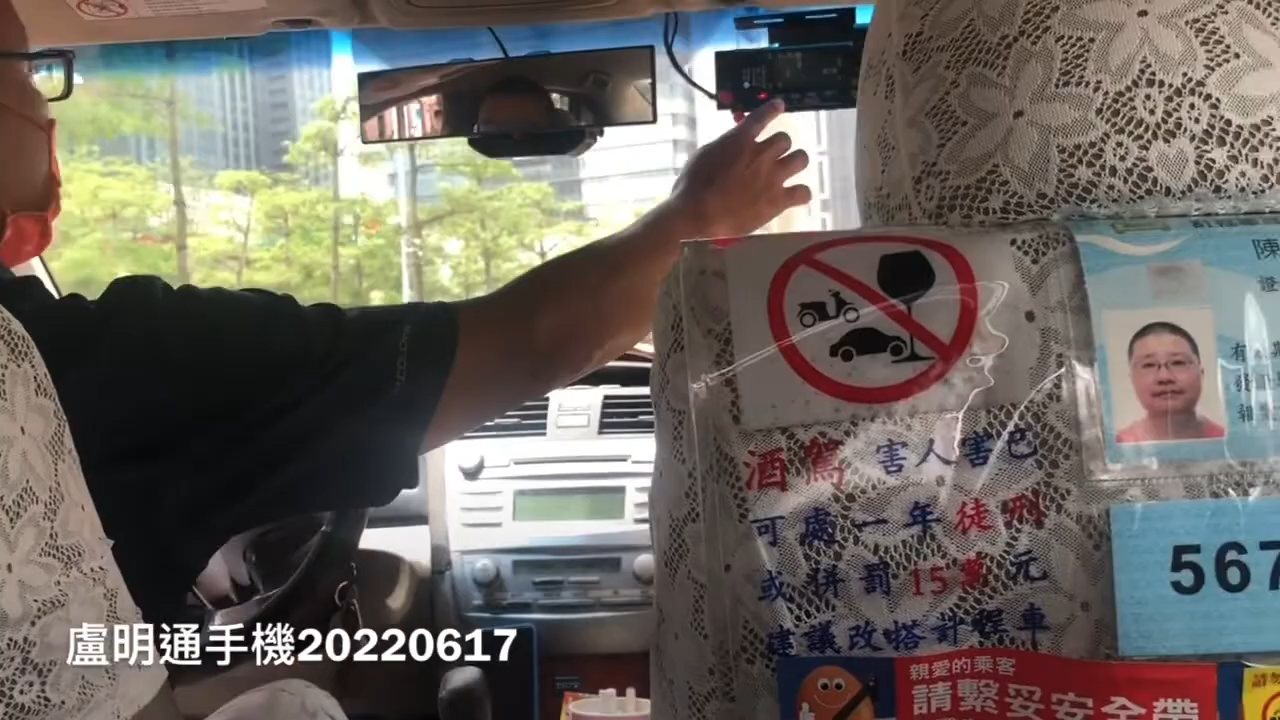 陳
證
酒駕 害人害己
可處一年徒刑
或併罰15萬元
建議改搭計程車
567
親愛的乘客
請繫妥安全帶
盧明通手機20220617